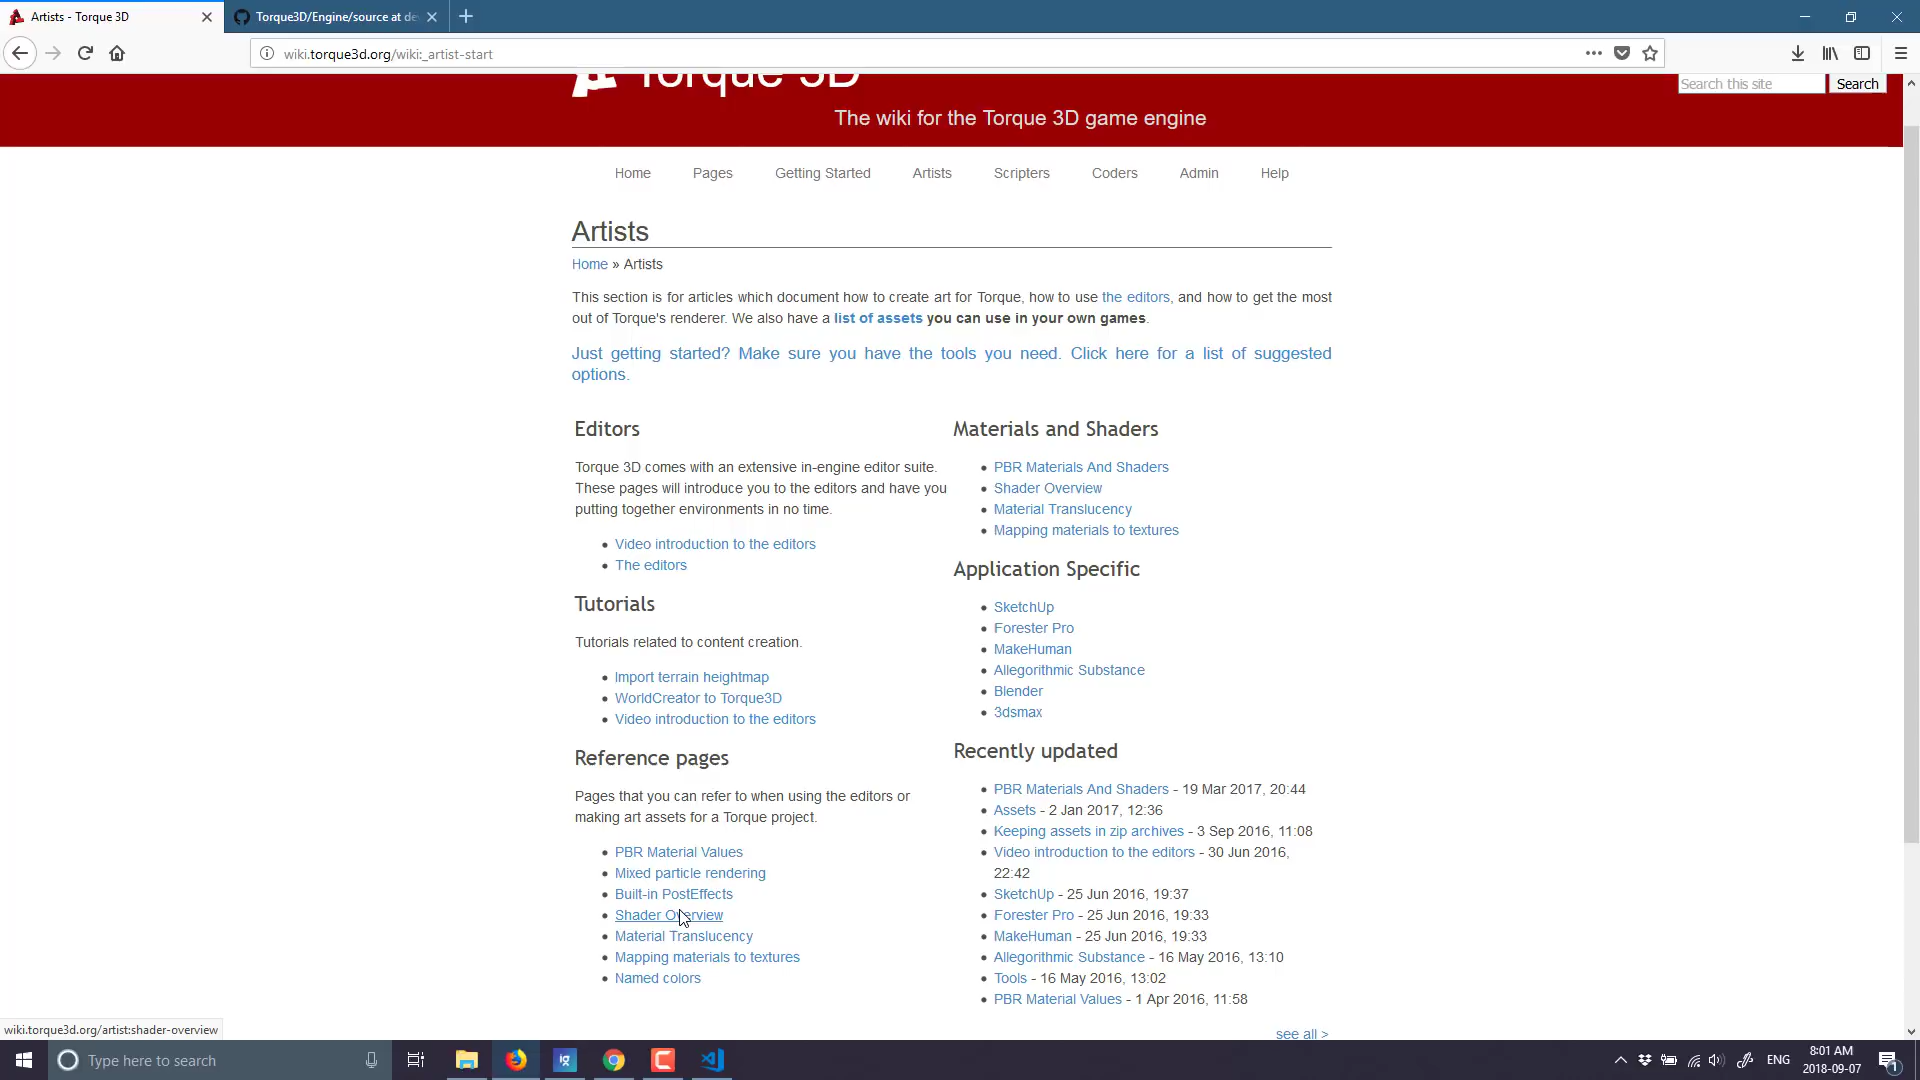 Artists - Torque 3D
Torque3D/Engine/source at de
wiki.torque3d.org/wiki:_artist-start
Torque 3D
Search this site
Search
The wiki for the Torque 3D game engine
Home Pages Getting Started Artists Scripters Coders Admin Help
Artists
Home » Artists
This section is for articles which document how to create art for Torque, how to use the editors, and how to get the most
out of Torque's renderer. We also have a list of assets you can use in your own games.
Just getting started? Make sure you have the tools you need. Click here for a list of suggested
options.
Editors
Torque 3D comes with an extensive in-engine editor suite.
These pages will introduce you to the editors and have you
putting together environments in no time.
Video introduction to the editors
The editors
Tutorials
Tutorials related to content creation.
Import terrain heightmap
WorldCreator to Torque3D
Video introduction to the editors
Reference pages
Pages that you can refer to when using the editors or
making art assets for a Torque project.
PBR Material Values
Mixed particle rendering
Built-in PostEffects
Shader Overview
Material Translucency
Mapping materials to textures
Named colors
Materials and Shaders
PBR Materials And Shaders
Shader Overview
Material Translucency
Mapping materials to textures
Application Specific
SketchUp
Forester Pro
MakeHuman
Allegorithmic Substance
Blender
3dsmax
Recently updated
PBR Materials And Shaders - 19 Mar 2017, 20:44
Assets - 2 Jan 2017, 12:36
Keeping assets in zip archives - 3 Sep 2016, 11:08
Video introduction to the editors - 30 Jun 2016,
22:42
SketchUp - 25 Jun 2016, 19:37
Forester Pro - 25 Jun 2016, 19:33
MakeHuman - 25 Jun 2016, 19:33
Allegorithmic Substance - 16 May 2016, 13:10
Tools - 16 May 2016, 13:02
PBR Material Values - 1 Apr 2016, 11:58
see all >
wiki.torque3d.org/artist:shader-overview
Type here to search
ig
ENG
8:01 AM
2018-09-07
1